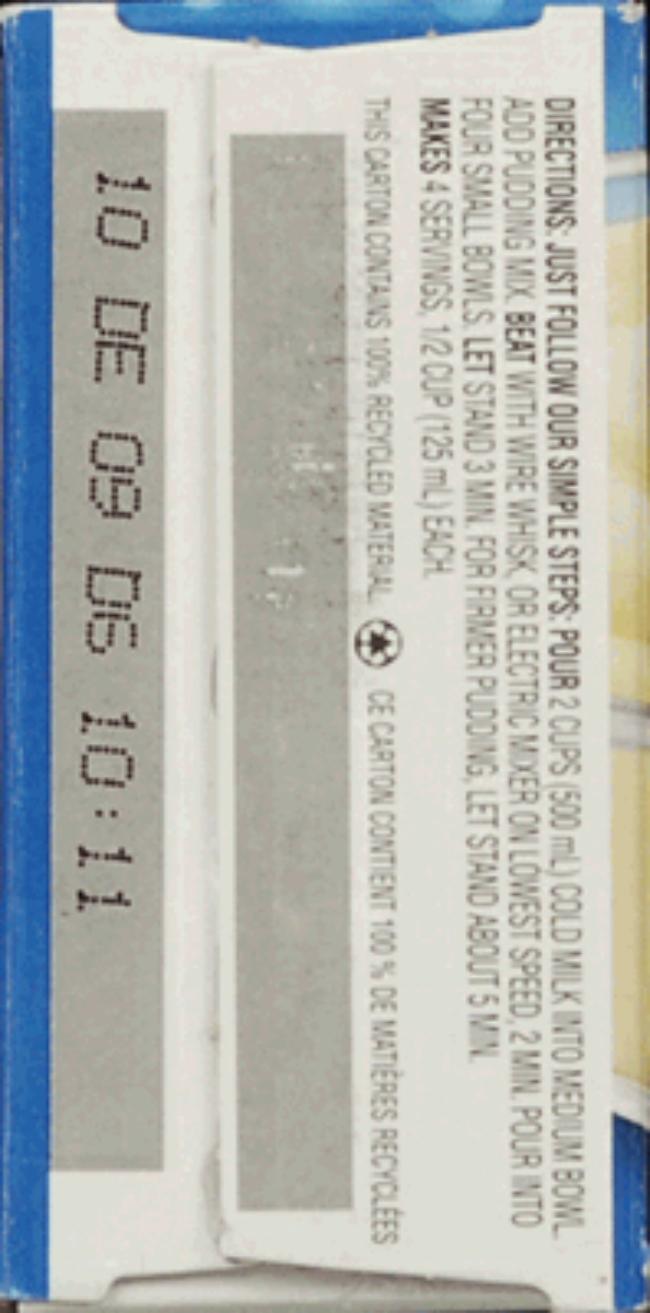 DIRECTIONS: JUST FOLLOW OUR SIMPLE STEPS: POUR 2 CUPS (500 mL) COLD MILK INTO MEDIUM BOWL.
ADD PUDDING MIX. BEAT WITH WIRE WHISK, OR ELECTRIC MIXER ON LOWEST SPEED, 2 MIN. POUR INTO
FOUR SMALL BOWLS. LET STAND 3 MIN. FOR FIRMER PUDDING, LET STAND ABOUT 5 MIN.
MAKES 4 SERVINGS, 1/2 CUP (125 mL) EACH.
THIS CARTON CONTAINS 100% RECYCLED MATERIAL. CE CARTON CONTIENT 100 % DE MATIÈRES RECYCLÉES
10 DE 09 D6 10:11